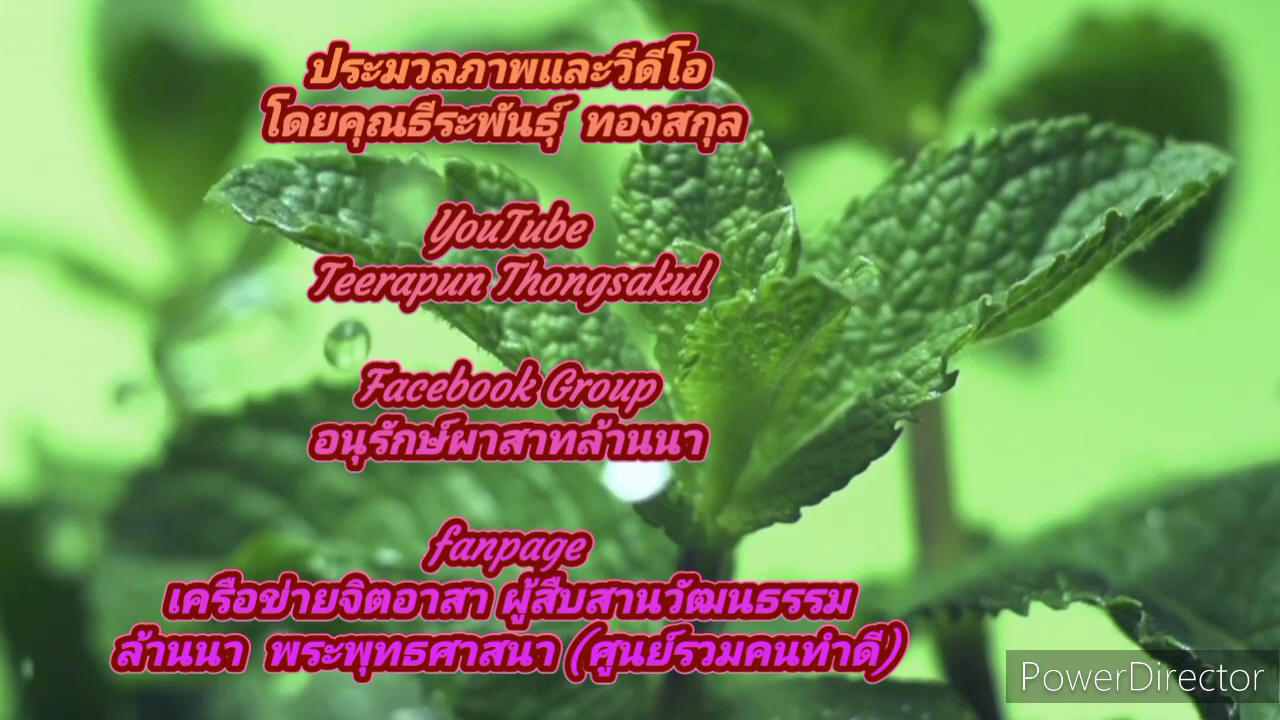 ประมวลภาพและวีดีโอ
โดยคุณธีระพันธุ์ ทองสกุล
YouTube
Teerapun Thongsakul
Facebook Group
อนุรักษ์ผาสาทล้านนา
fanpage
เครือข่ายจิตอาสา ผู้สืบสานวัฒนธรรม
ล้านนา พระพุทธศาสนา (ศูนย์รวมคนทำดี)
PowerDirector